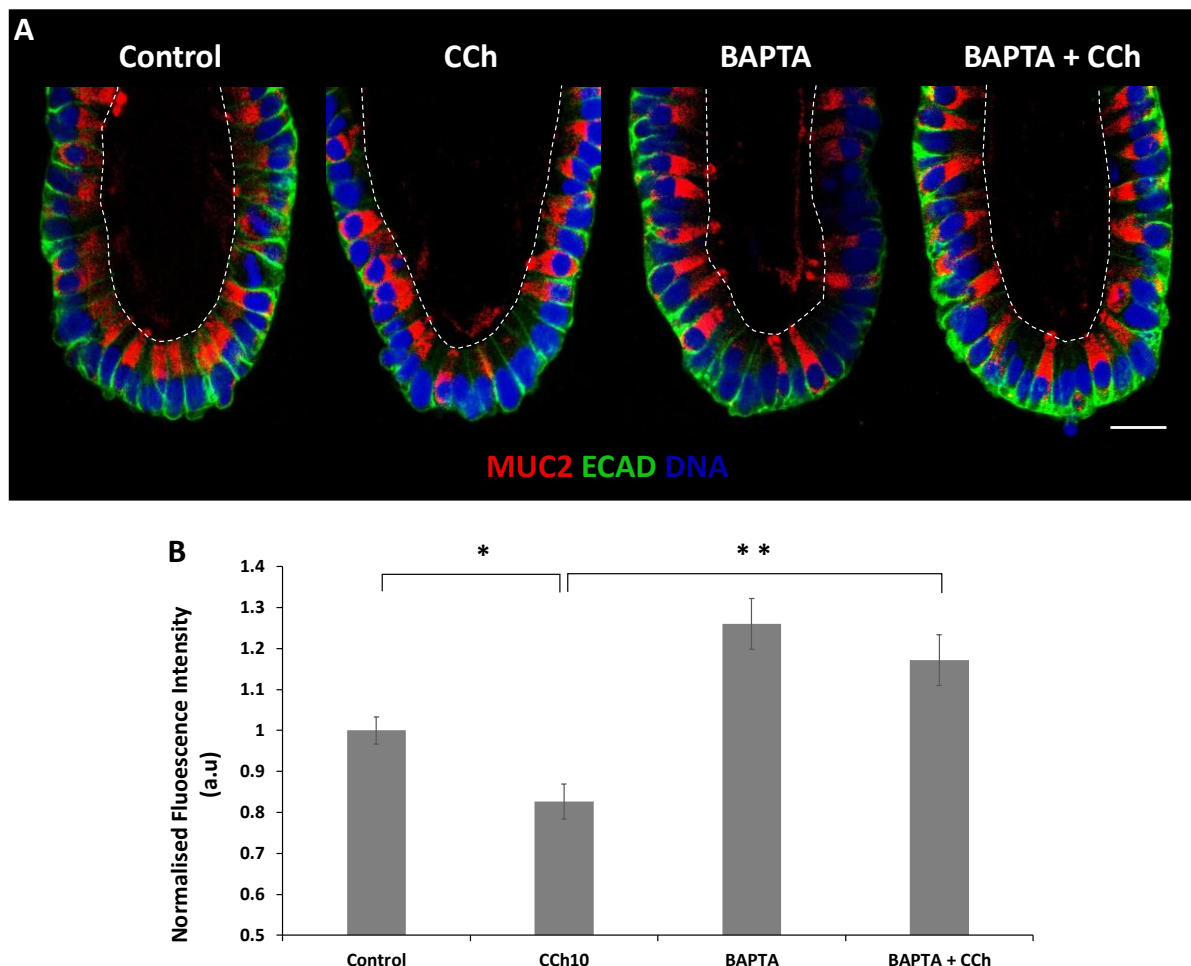 A
Control CCh BAPTA BAPTA + CCh
MUC2 ECAD DNA
B
* * *
Normalised Fluoescence Intensity
(a.u)
1.4
1.3
1.2
1.1
1
0.9
0.8
0.7
0.6
0.5
Control CCh10 BAPTA BAPTA + CCh